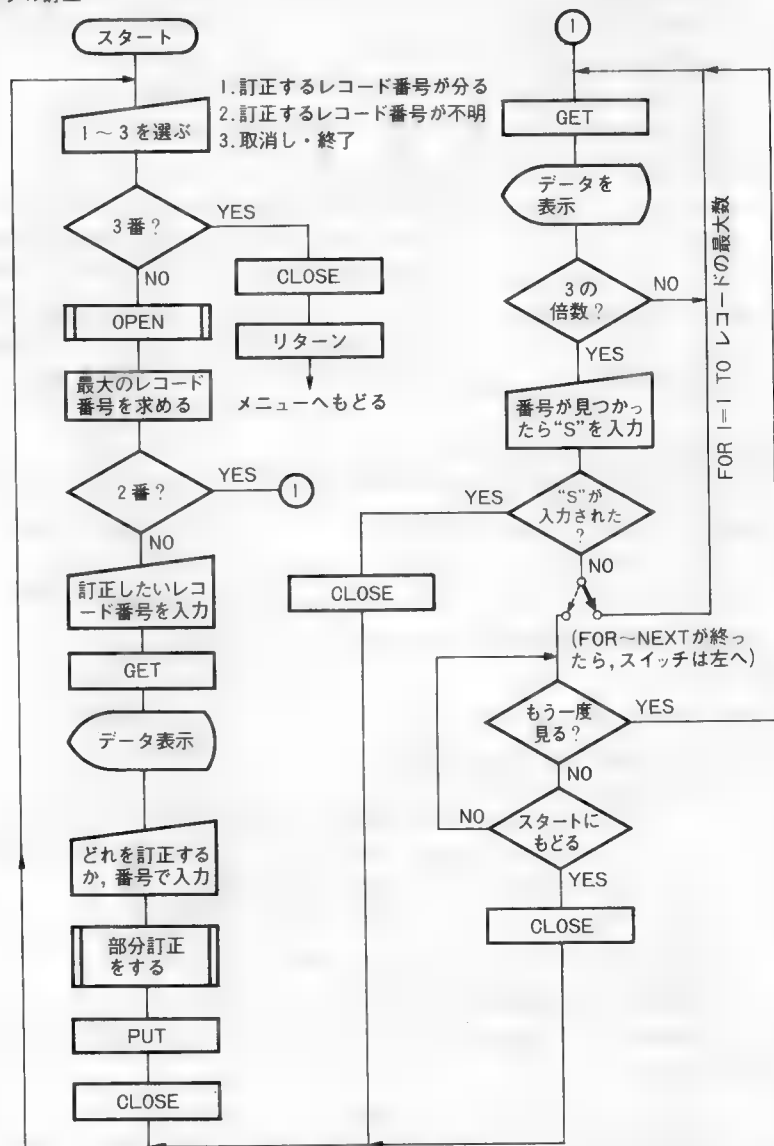 スタート
1～3を選ぶ
1.訂正するレコード番号が分る
2.訂正するレコード番号が不明
3.取消し・終了
3番?
YES
NO
CLOSE
リターン
メニューへもどる
OPEN
最大のレコード
番号を求める
2番?
YES
1
NO
訂正したいレコ
ード番号を入力
GET
データ表示
どれを訂正する
か,番号で入力
部分訂正
をする
PUT
CLOSE
1
GET
データを
表示
3の
倍数?
NO
YES
FOR I=1 TO レコードの最大数
番号が見つかっ
たら“S”を入力
“S”が
入力された
?
YES
NO
CLOSE
(FOR～NEXTが終っ
たら,スイッチは左へ)
もう一度
見る?
YES
NO
スタートに
もどる
NO
YES
CLOSE